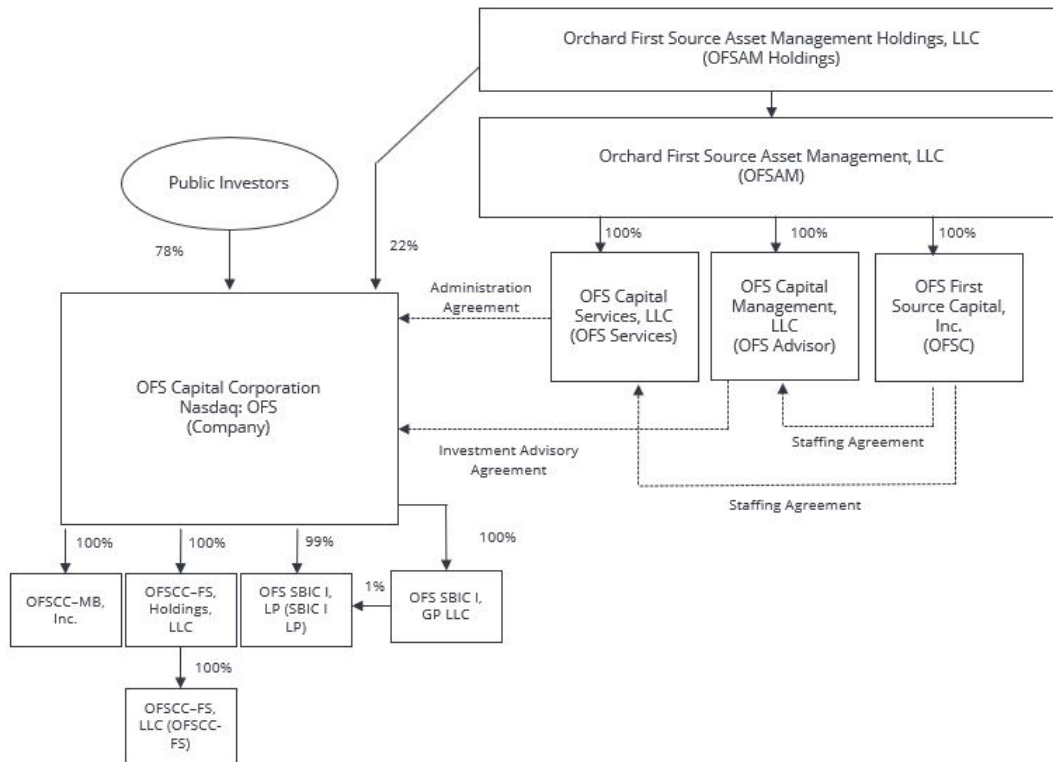 Orchard First Source Asset Management Holdings, LLC
(OFSAM Holdings)
Orchard First Source Asset Management, LLC
(OFSAM)
Public Investors
78%
22%
100%
100%
100%
Administration
Agreement
OFS Capital
Services, LLC
(OFS Services)
OFS Capital
Management,
LLC
(OFS Advisor)
OFS First
Source Capital,
Inc.
(OFSC)
OFS Capital Corporation
Nasdaq: OFS
(Company)
Investment Advisory
Agreement
Staffing Agreement
Staffing Agreement
100%
100%
99%
100%
OFSCC–MB,
Inc.
OFSCC–FS,
Holdings,
LLC
OFS SBIC I,
LP (SBIC I
LP)
1%
OFS SBIC I,
GP LLC
100%
OFSCC–FS,
LLC (OFSCC-
FS)